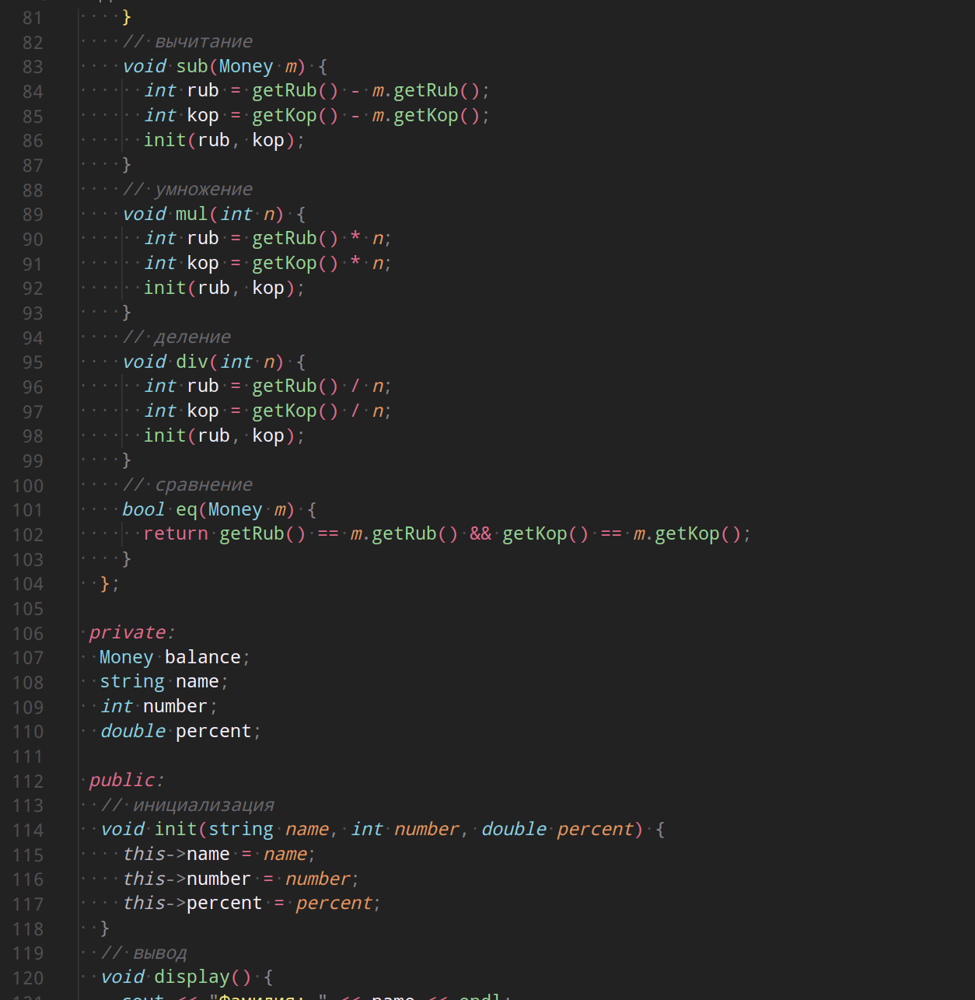 81 }
82 // вычитание
83 void sub(Money m) {
84 int rub = getRub() - m.getRub();
85 int kop = getKop() - m.getKop();
86 init(rub, kop);
87 }
88 // умножение
89 void mul(int n) {
90 int rub = getRub() * n;
91 int kop = getKop() * n;
92 init(rub, kop);
93 }
94 // деление
95 void div(int n) {
96 int rub = getRub() / n;
97 int kop = getKop() / n;
98 init(rub, kop);
99 }
100 // сравнение
101 bool eq(Money m) {
102 return getRub() == m.getRub() && getKop() == m.getKop();
103 }
104 };
105
106 private:
107 Money balance;
108 string name;
109 int number;
110 double percent;
111
112 public:
113 // инициализация
114 void init(string name, int number, double percent) {
115 this->name = name;
116 this->number = number;
117 this->percent = percent;
118 }
119 // вывод
120 void display() {
121 cout << "Фамилия: " << name << endl;